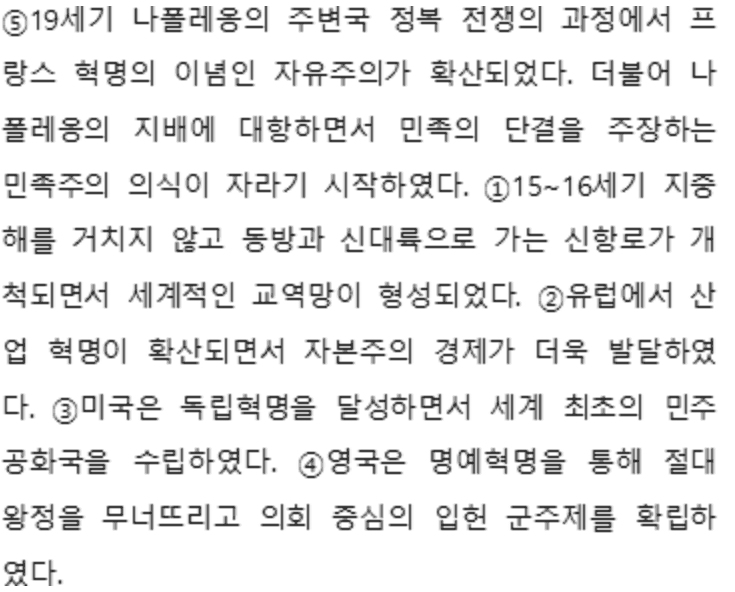 ⑤19세기 나폴레옹의 주변국 정복 전쟁의 과정에서 프
랑스 혁명의 이념인 자유주의가 확산되었다. 더불어 나
폴레옹의 지배에 대항하면서 민족의 단결을 주장하는
민족주의 의식이 자라기 시작하였다. ①15~16세기 지중
해를 거치지 않고 동방과 신대륙으로 가는 신항로가 개
척되면서 세계적인 교역망이 형성되었다. ②유럽에서 산
업 혁명이 확산되면서 자본주의 경제가 더욱 발달하였
다. ③미국은 독립혁명을 달성하면서 세계 최초의 민주
공화국을 수립하였다. ④영국은 명예혁명을 통해 절대
왕정을 무너뜨리고 의회 중심의 입헌 군주제를 확립하
였다.